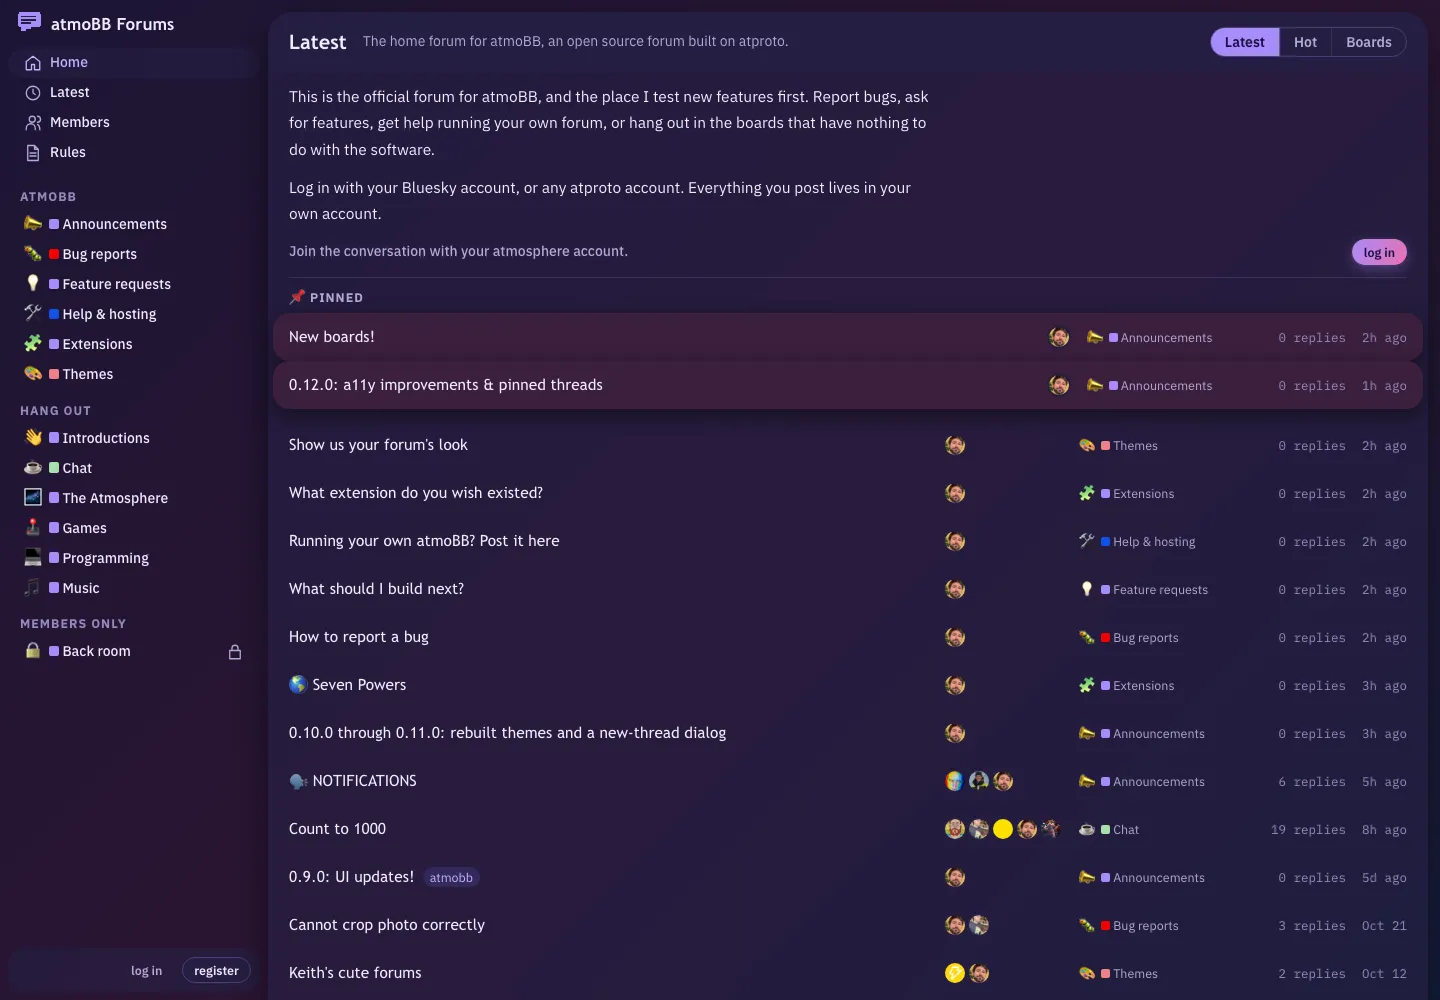 atmoBB Forums
Home
Latest
Members
Rules
ATMOBB
Announcements
Bug reports
Feature requests
Help & hosting
Extensions
Themes
HANG OUT
Introductions
Chat
The Atmosphere
Games
Programming
Music
MEMBERS ONLY
Back room
log in register
Latest The home forum for atmoBB, an open source forum built on atproto. Latest Hot Boards
This is the official forum for atmoBB, and the place I test new features first. Report bugs, ask
for features, get help running your own forum, or hang out in the boards that have nothing to
do with the software.
Log in with your Bluesky account, or any atproto account. Everything you post lives in your
own account.
Join the conversation with your atmosphere account. log in
PINNED
New boards! Announcements 0 replies 2h ago
0.12.0: a11y improvements & pinned threads Announcements 0 replies 1h ago
Show us your forum's look Themes 0 replies 2h ago
What extension do you wish existed? Extensions 0 replies 2h ago
Running your own atmoBB? Post it here Help & hosting 0 replies 2h ago
What should I build next? Feature requests 0 replies 2h ago
How to report a bug Bug reports 0 replies 2h ago
Seven Powers Extensions 0 replies 3h ago
0.10.0 through 0.11.0: rebuilt themes and a new-thread dialog Announcements 0 replies 3h ago
NOTIFICATIONS Announcements 6 replies 5h ago
Count to 1000 Chat 19 replies 8h ago
0.9.0: UI updates! atmobb Announcements 0 replies 5d ago
Cannot crop photo correctly Bug reports 3 replies Oct 21
Keith's cute forums Themes 2 replies Oct 12